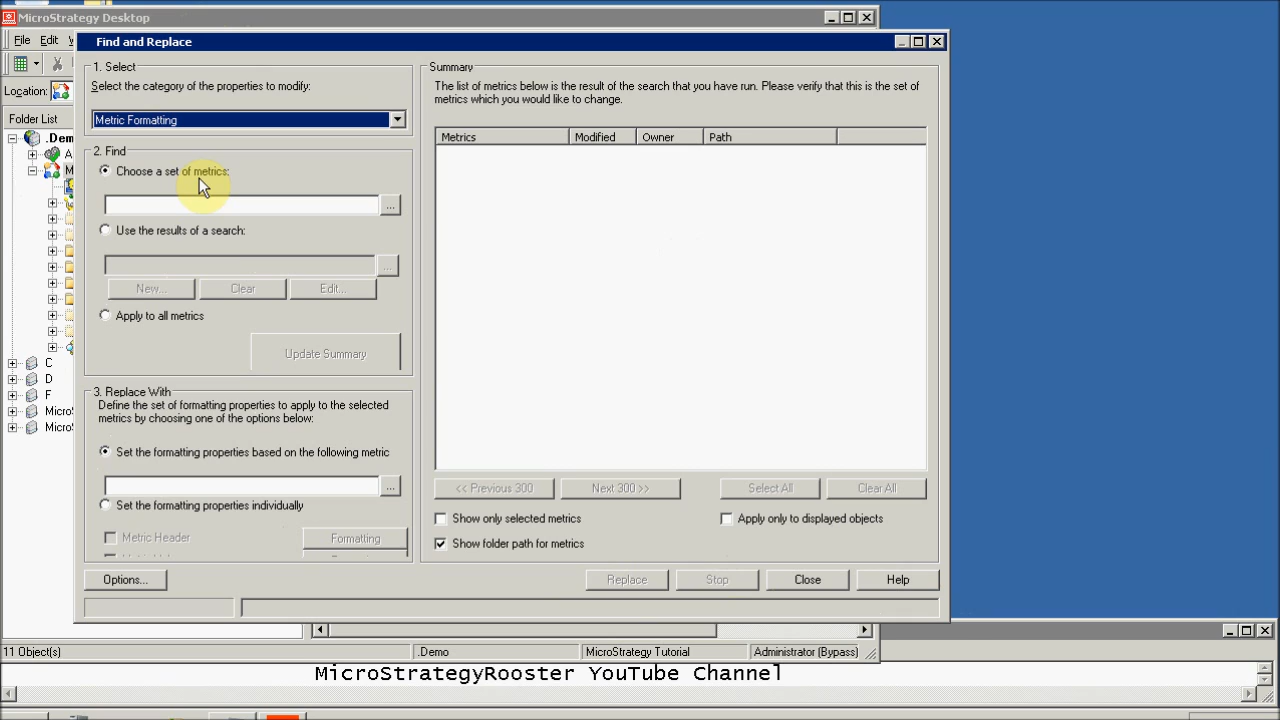 MicroStrategy Desktop
File Edit
Find and Replace
Location:
Folder List
.Dem
A
M
C
D
F
MicroS
MicroS
1. Select
Select the category of the properties to modify:
Metric Formatting
2. Find
Choose a set of metrics:
...
Use the results of a search:
...
New... Clear Edit...
Apply to all metrics
Update Summary
3. Replace With
Define the set of formatting properties to apply to the selected
metrics by choosing one of the options below:
Set the formatting properties based on the following metric
...
Set the formatting properties individually
Metric Header Formatting
Summary
The list of metrics below is the result of the search that you have run. Please verify that this is the set of
metrics which you would like to change.
Metrics Modified Owner Path
<< Previous 300 Next 300 >> Select All Clear All
Show only selected metrics Apply only to displayed objects
Show folder path for metrics
Options... Replace Stop Close Help
11 Object(s) .Demo MicroStrategy Tutorial Administrator (Bypass)
MicroStrategyRooster YouTube Channel